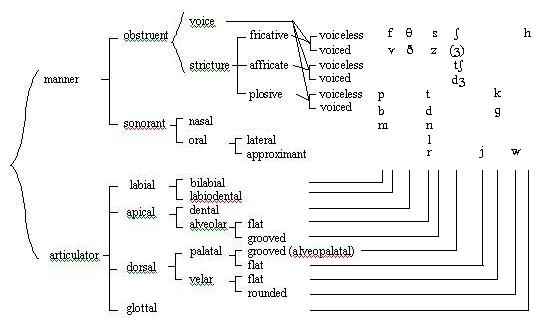 voice
obstruent fricative voiceless f θ s ʃ h
voiced v ð z (ʒ)
stricture affricate voiceless tʃ
manner voiced dʒ
plosive voiceless p t k
voiced b d g
sonorant nasal m n
oral lateral l
approximant r j w
labial bilabial
labiodental
apical dental
alveolar flat
grooved
articulator palatal grooved (alveopalatal)
dorsal flat
velar flat
rounded
glottal